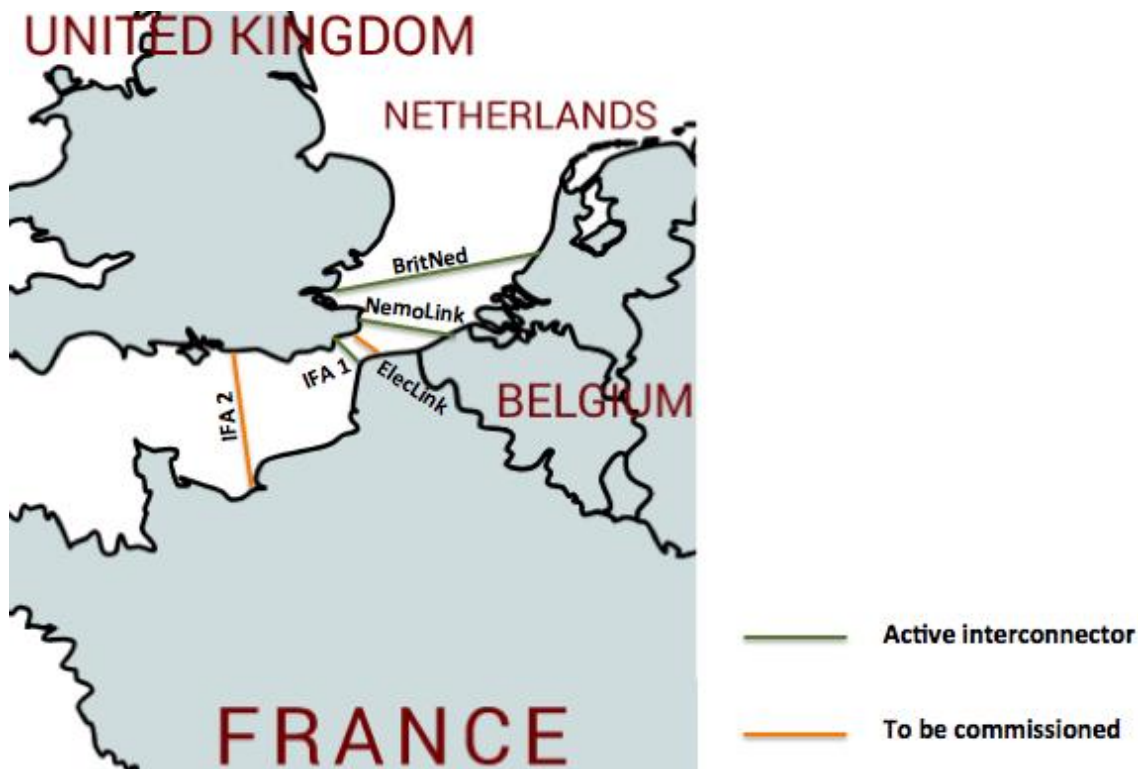 UNITED KINGDOM
NETHERLANDS
BritNed
NemoLink
IFA 1
ElecLink
BELGIUM
IFA 2
Active interconnector
To be commissioned
FRANCE